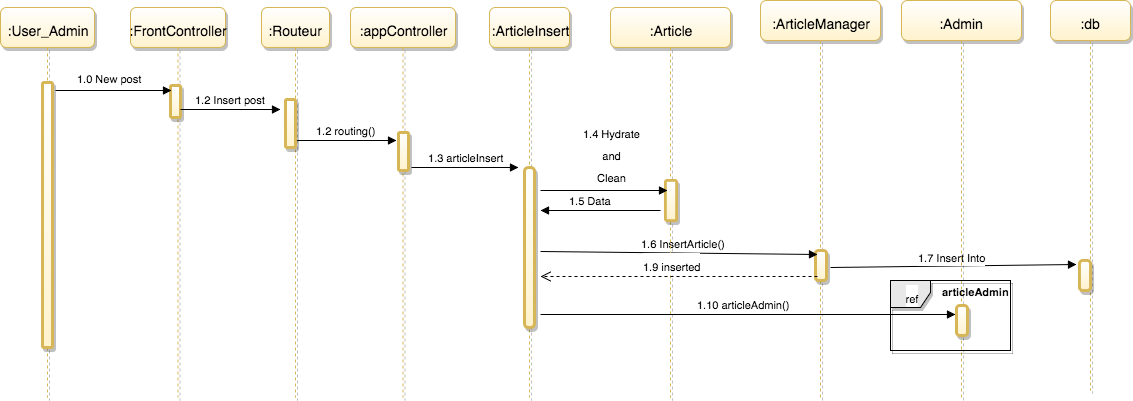 :User_Admin
:FrontController
:Routeur
:appController
:ArticleInsert
:Article
:ArticleManager
:Admin
:db
1.0 New post
1.2 Insert post
1.2 routing()
1.3 articleInsert
1.4 Hydrate
and
Clean
1.5 Data
1.6 InsertArticle()
1.7 Insert Into
1.9 inserted
ref
articleAdmin
1.10 articleAdmin()